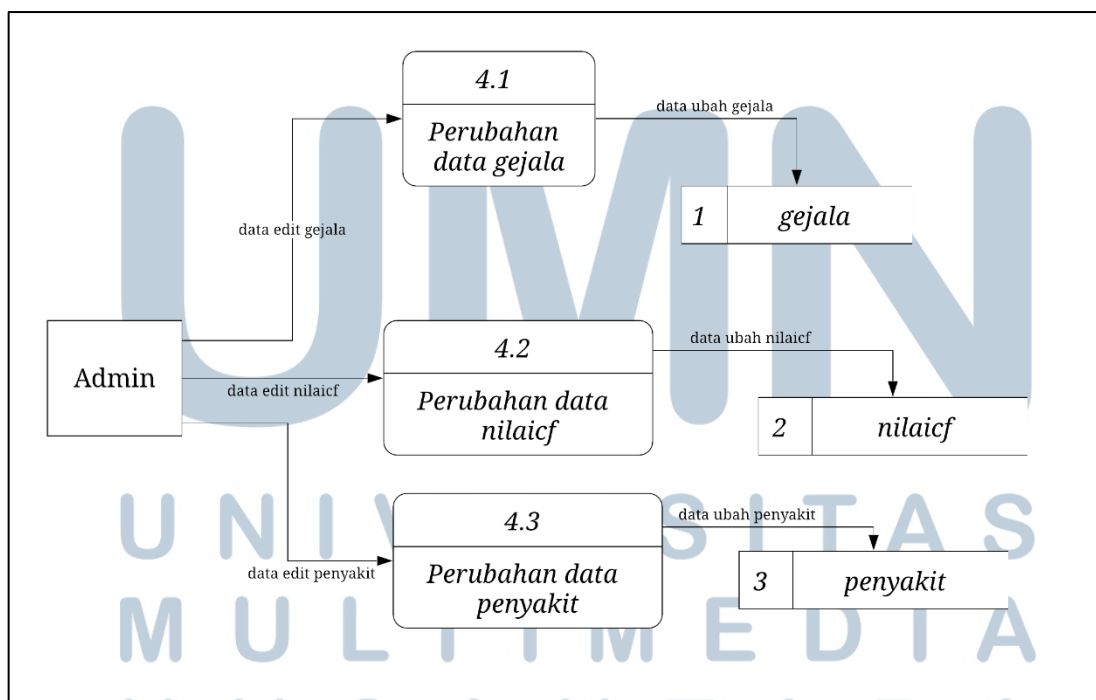 4.1
Perubahan
data gejala
data ubah gejala
1
gejala
data edit gejala
Admin
4.2
Perubahan data
nilaicf
data edit nilaicf
data ubah nilaicf
2
nilaicf
4.3
Perubahan data
penyakit
data edit penyakit
data ubah penyakit
3
penyakit
UMN
UNIVERSITAS
MULTIMEDIA